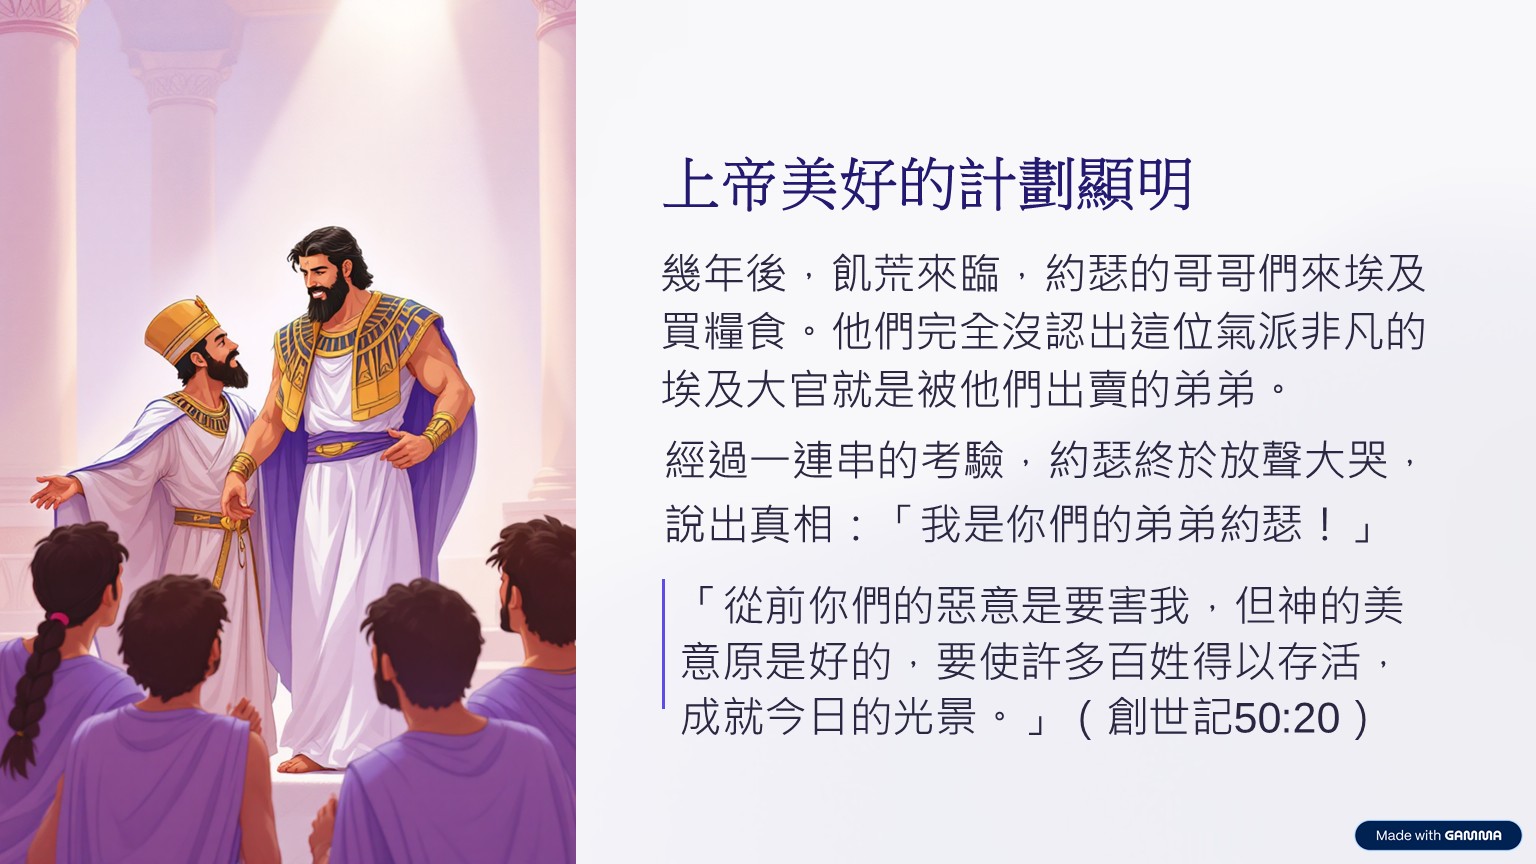 上帝美好的計劃顯明
幾年後，飢荒來臨，約瑟的哥哥們來埃及
買糧食。他們完全沒認出這位氣派非凡的
埃及大官就是被他們出賣的弟弟。
經過一連串的考驗，約瑟終於放聲大哭，
說出真相：「我是你們的弟弟約瑟！」
「從前你們的惡意是要害我，但神的美
意原是好的，要使許多百姓得以存活，
成就今日的光景。」（創世記50:20）
Made with GAMMA